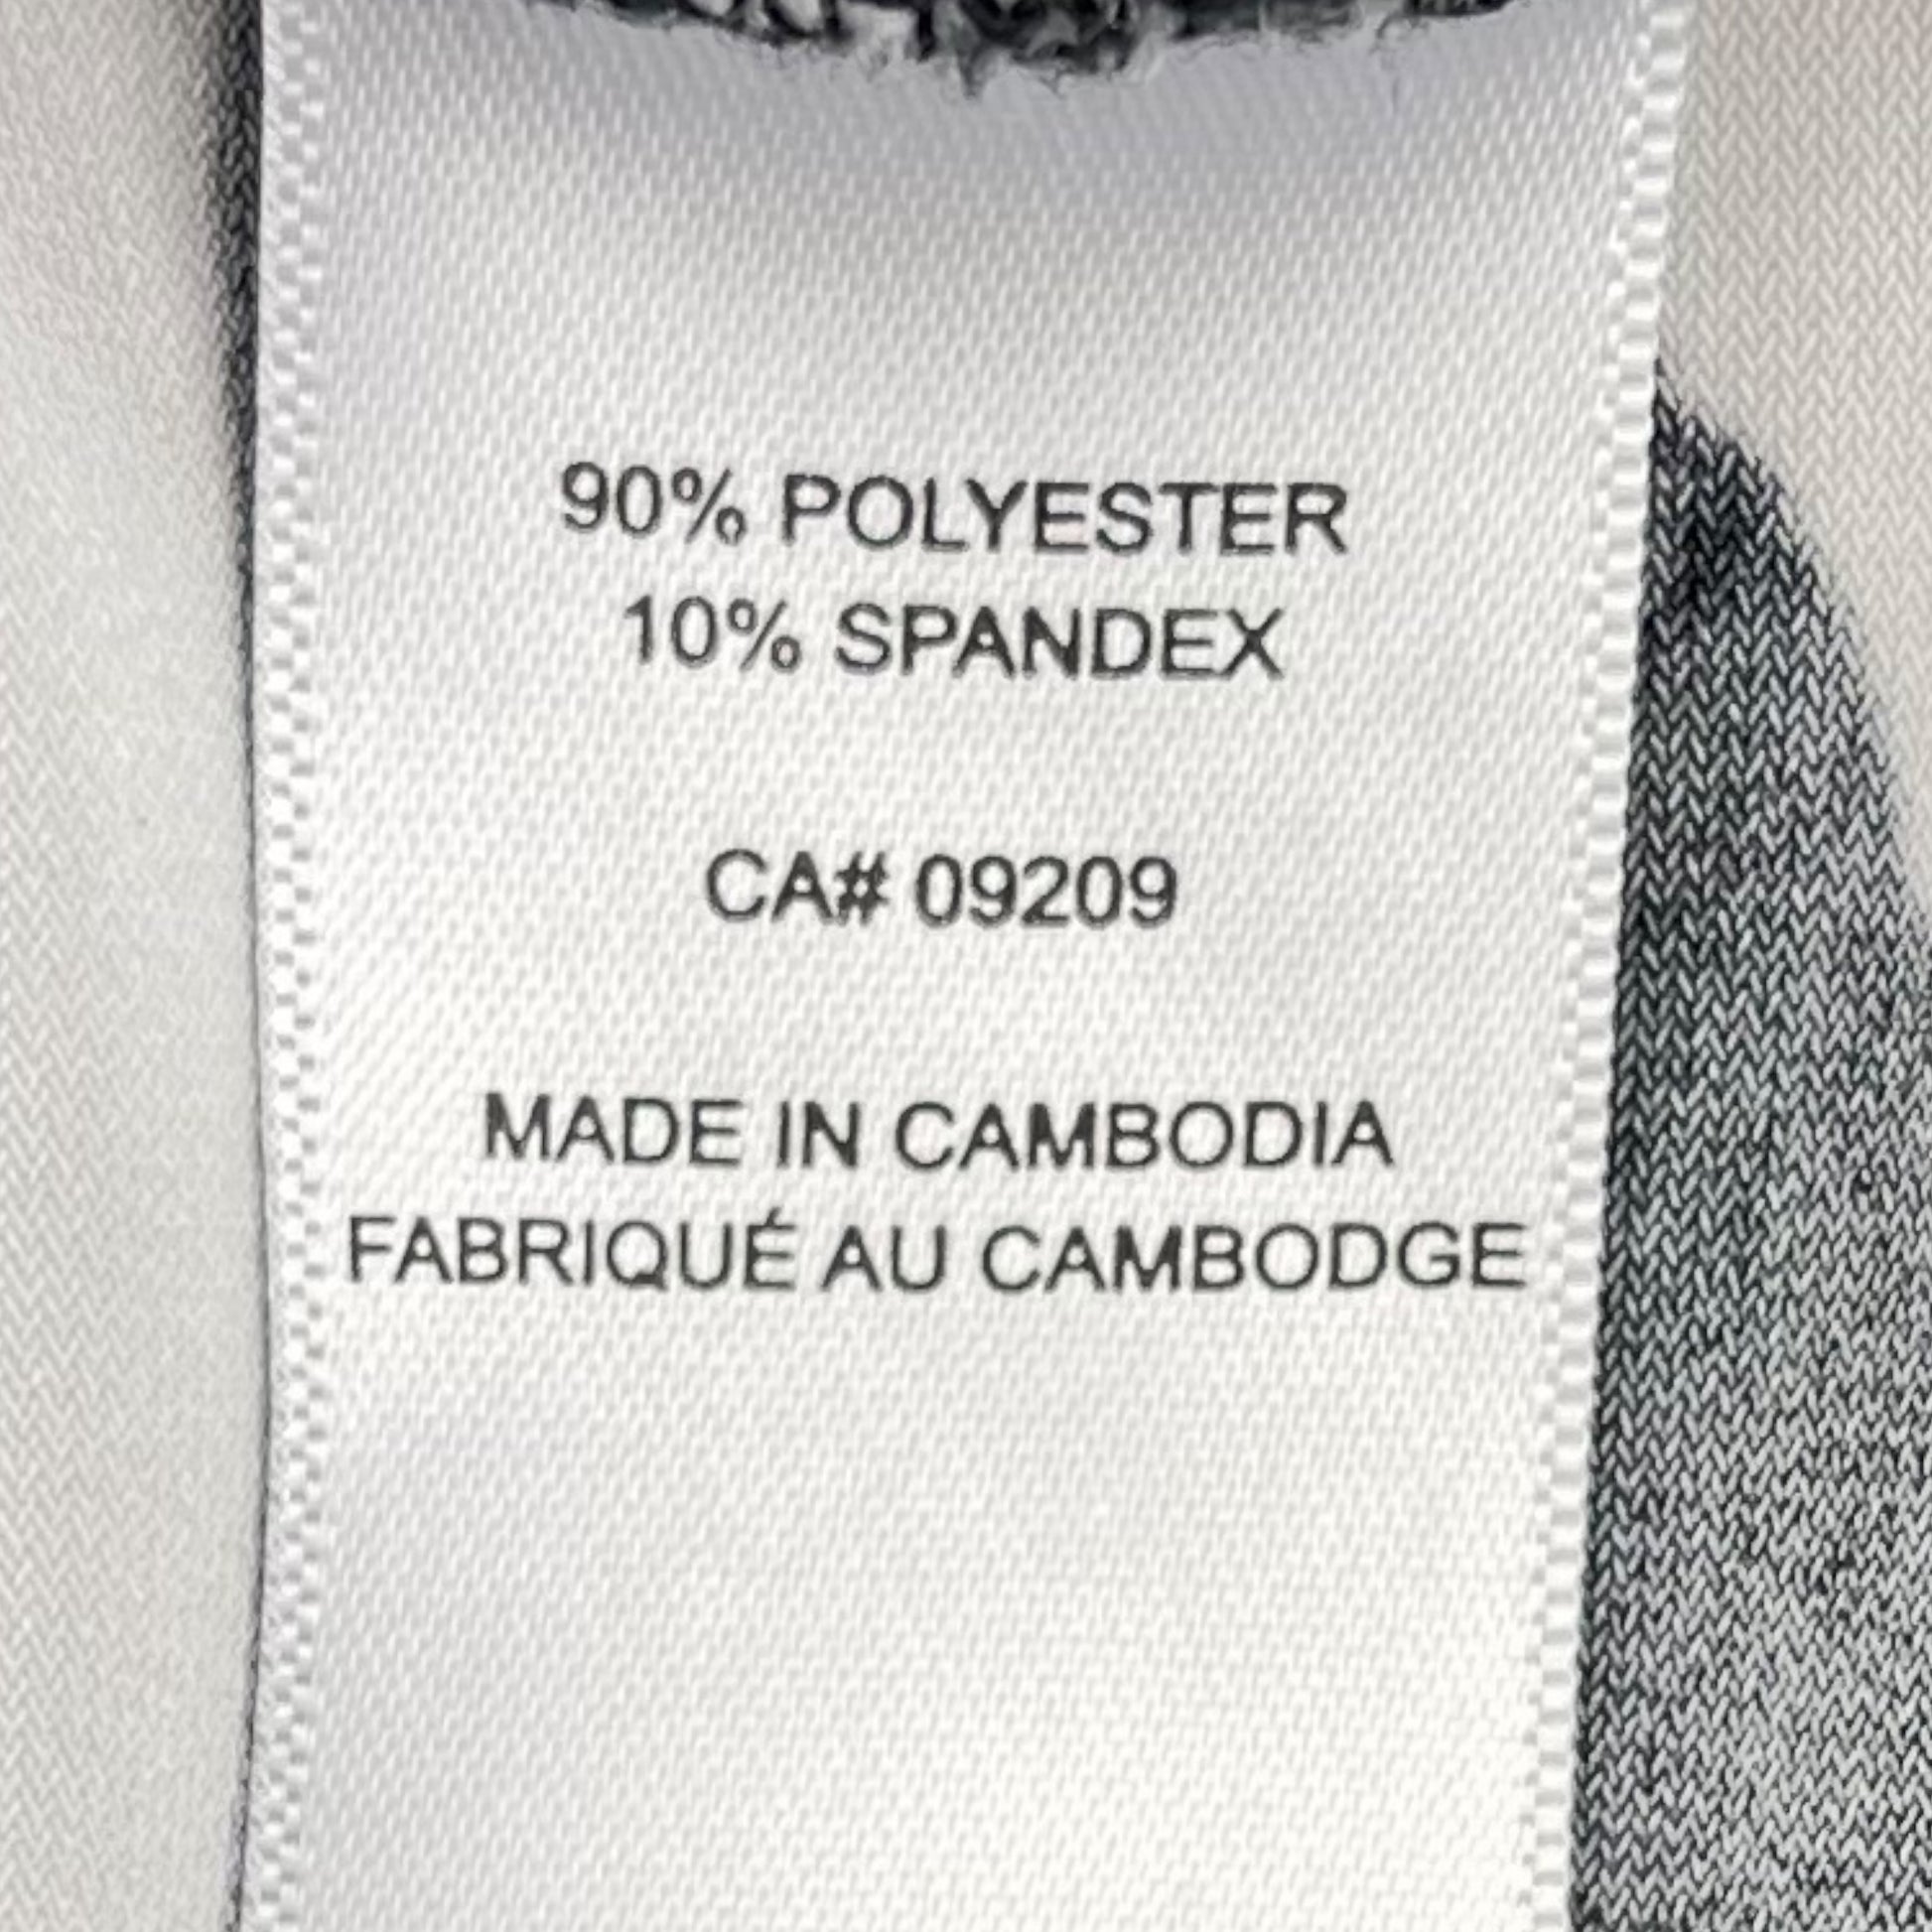 90% POLYESTER
10% SPANDEX
CA# 09209
MADE IN CAMBODIA
FABRIQUÉ AU CAMBODGE